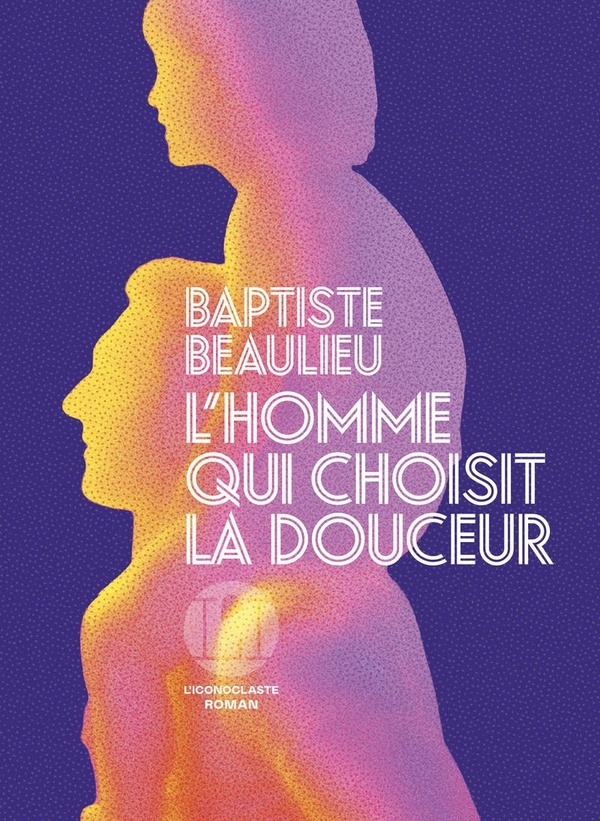 BAPTISTE
BEAULIEU
L'HOMME
QUI CHOISIT
LA DOUCEUR
L'ICONOCLASTE
ROMAN